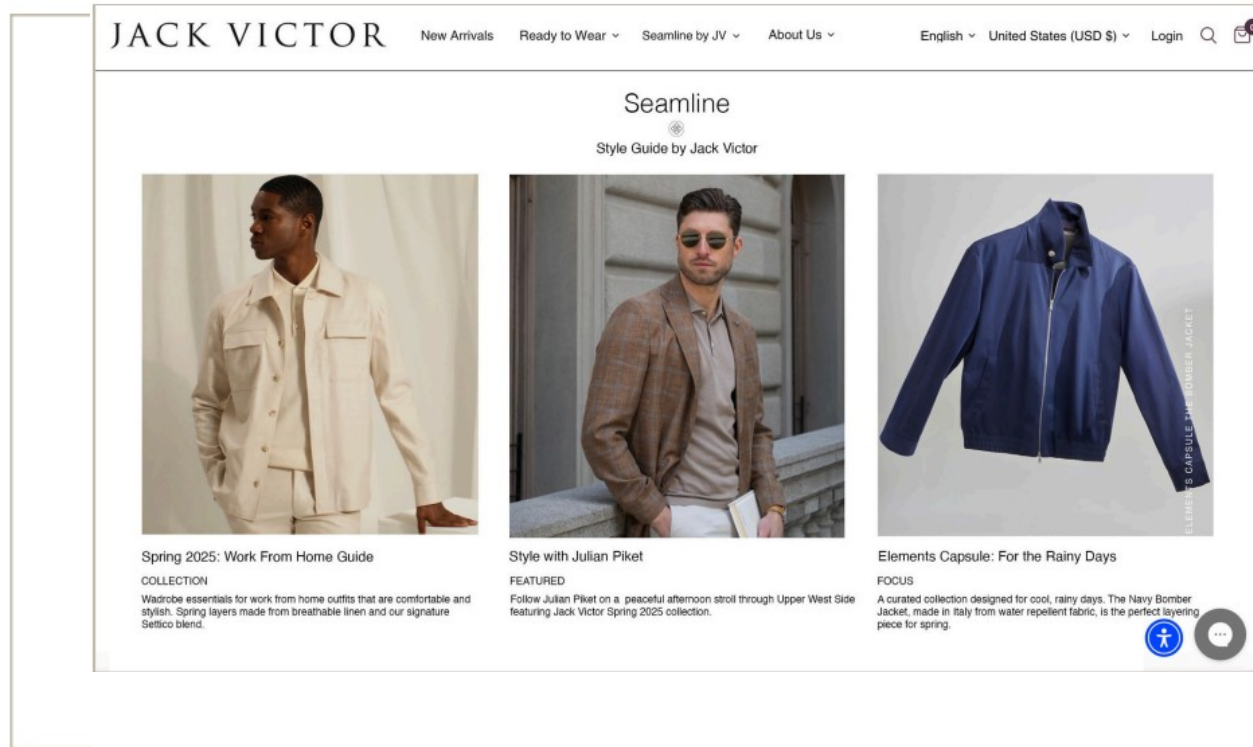 JACK VICTOR
New Arrivals Ready to Wear Seamline by JV About Us English United States (USD $) Login
Seamline
Style Guide by Jack Victor
ELEMENTS CAPSULE THE BOMBER JACKET
Spring 2025: Work From Home Guide
COLLECTION
Wadrobe essentials for work from home outfits that are comfortable and
stylish. Spring layers made from breathable linen and our signature
Settico blend.
Style with Julian Piket
FEATURED
Follow Julian Piket on a peaceful afternoon stroll through Upper West Side
featuring Jack Victor Spring 2025 collection.
Elements Capsule: For the Rainy Days
FOCUS
A curated collection designed for cool, rainy days. The Navy Bomber
Jacket, made in Italy from water repellent fabric, is the perfect layering
piece for spring.